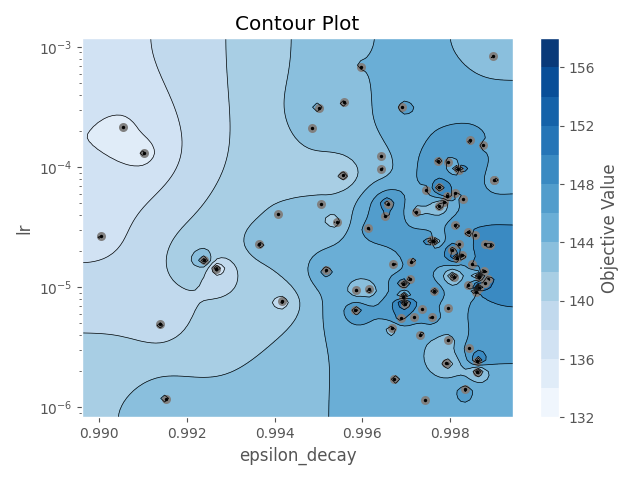 Contour Plot
10⁻³
10⁻⁴
10⁻⁵
10⁻⁶
lr
0.990 0.992 0.994 0.996 0.998
epsilon_decay
156
152
148
144
140
136
132
Objective Value